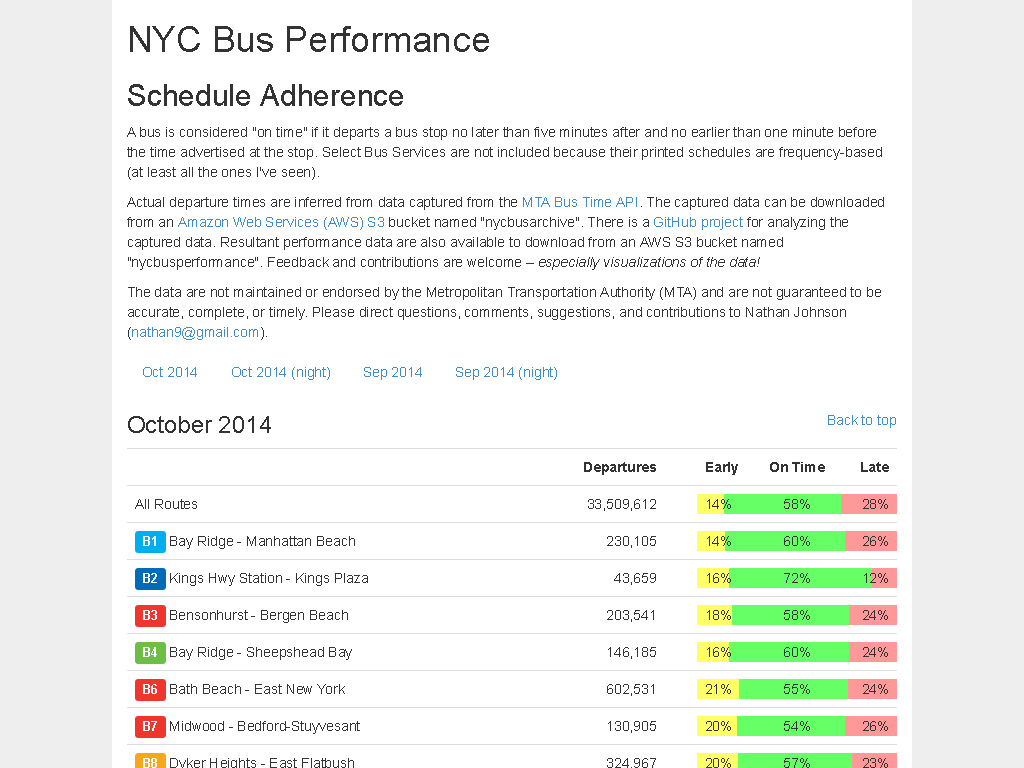 NYC Bus Performance
Schedule Adherence
A bus is considered "on time" if it departs a bus stop no later than five minutes after and no earlier than one minute before
the time advertised at the stop. Select Bus Services are not included because their printed schedules are frequency-based
(at least all the ones I've seen).
Actual departure times are inferred from data captured from the MTA Bus Time API. The captured data can be downloaded
from an Amazon Web Services (AWS) S3 bucket named "nycbusarchive". There is a GitHub project for analyzing the
captured data. Resultant performance data are also available to download from an AWS S3 bucket named
"nycbusperformance". Feedback and contributions are welcome – especially visualizations of the data!
The data are not maintained or endorsed by the Metropolitan Transportation Authority (MTA) and are not guaranteed to be
accurate, complete, or timely. Please direct questions, comments, suggestions, and contributions to Nathan Johnson
(nathan9@gmail.com).
Oct 2014 Oct 2014 (night) Sep 2014 Sep 2014 (night)
October 2014 Back to top
Departures Early On Time Late
All Routes 33,509,612 14% 58% 28%
B1 Bay Ridge - Manhattan Beach 230,105 14% 60% 26%
B2 Kings Hwy Station - Kings Plaza 43,659 16% 72% 12%
B3 Bensonhurst - Bergen Beach 203,541 18% 58% 24%
B4 Bay Ridge - Sheepshead Bay 146,185 16% 60% 24%
B6 Bath Beach - East New York 602,531 21% 55% 24%
B7 Midwood - Bedford-Stuyvesant 130,905 20% 54% 26%
B8 Dyker Heights - East Flatbush 324,967 20% 57% 23%